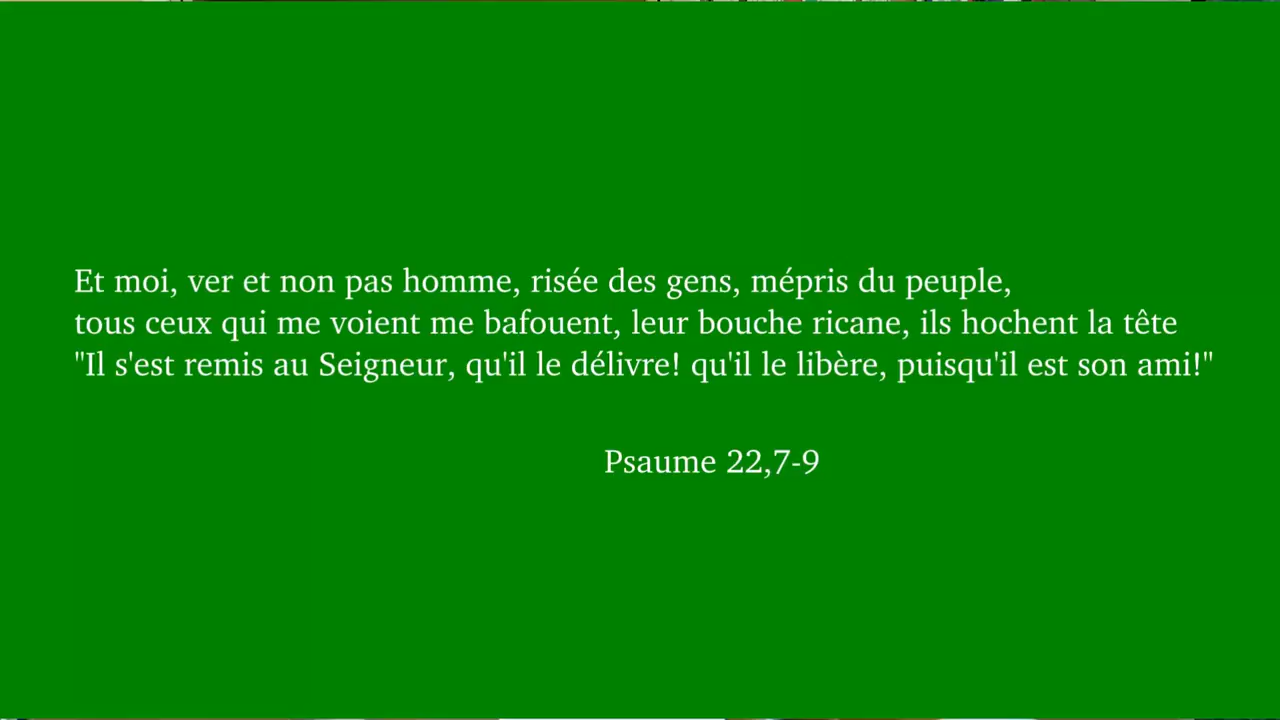 Et moi, ver et non pas homme, risée des gens, mépris du peuple,
tous ceux qui me voient me bafouent, leur bouche ricane, ils hochent la tête
"Il s'est remis au Seigneur, qu'il le délivre! qu'il le libère, puisqu'il est son ami!"
Psaume 22,7-9